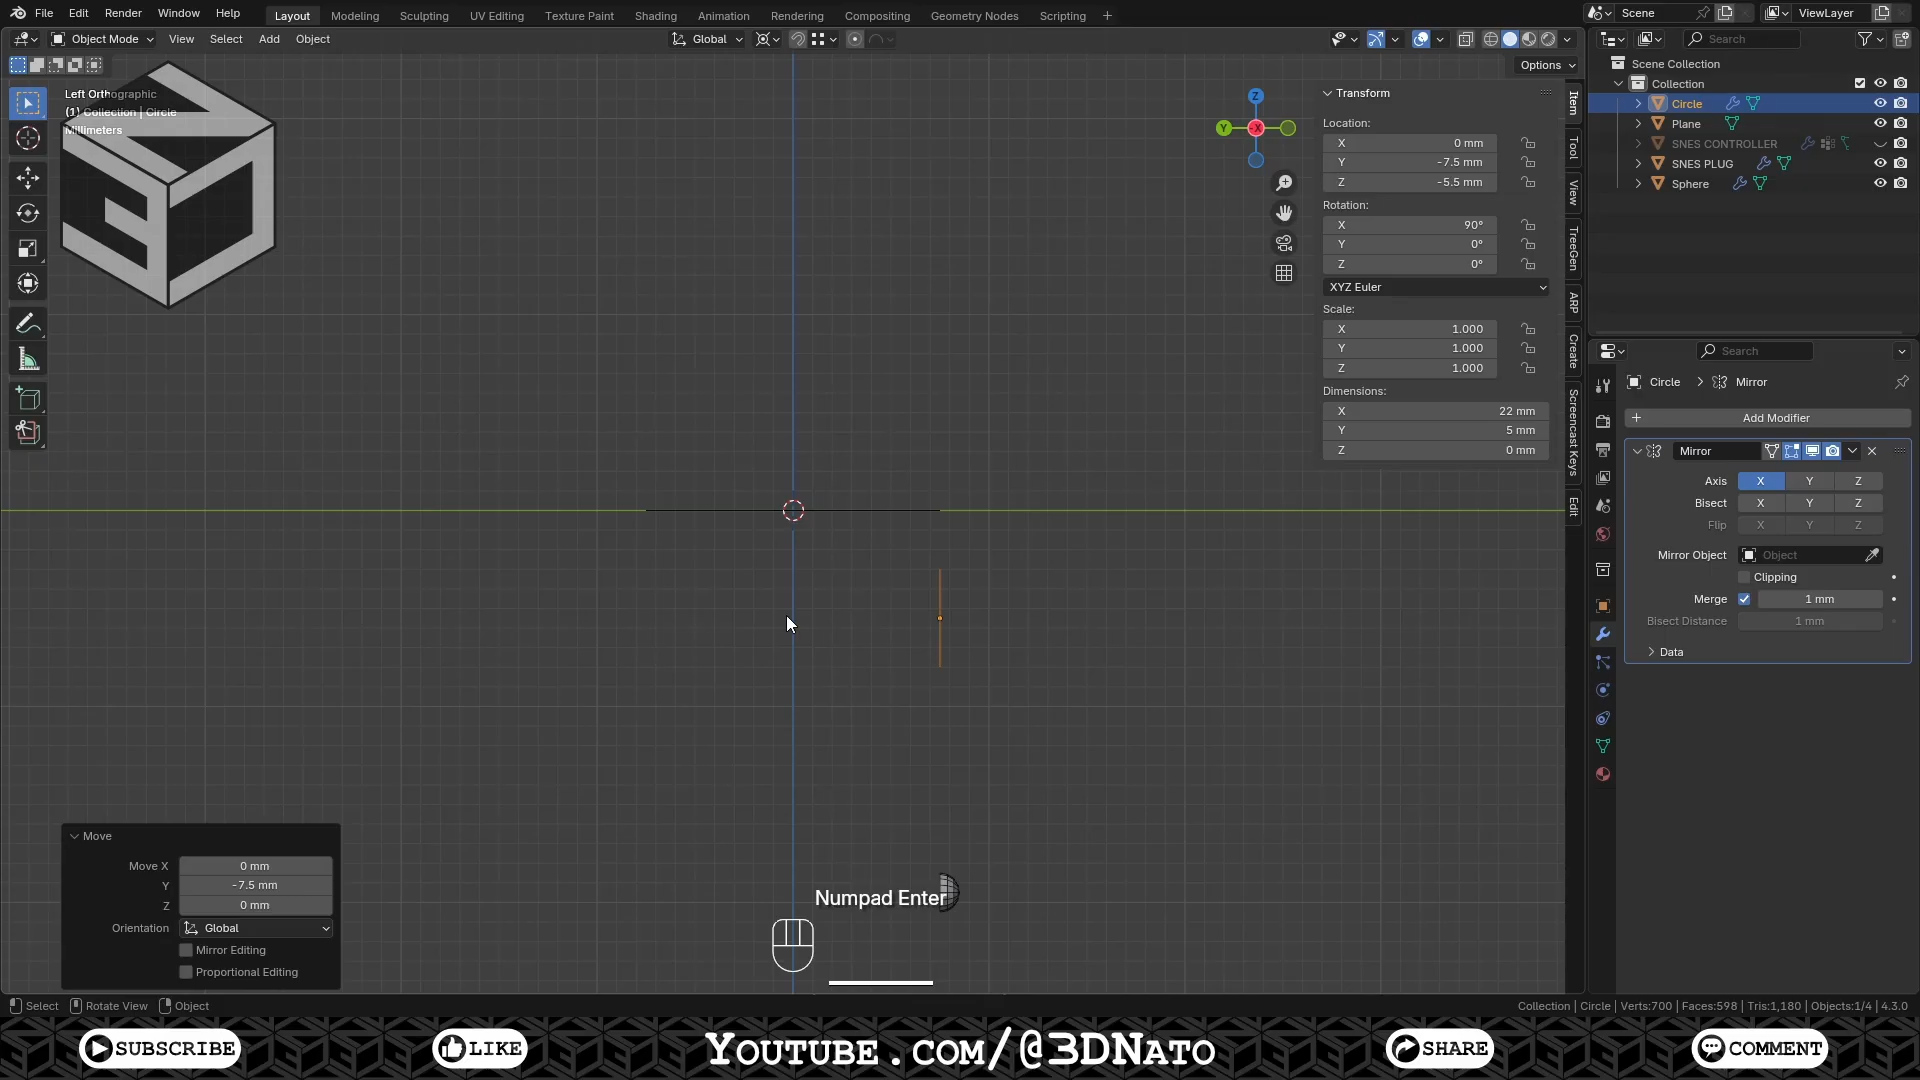 File Edit Render Window Help Layout Modeling Sculpting UV Editing Texture Paint Shading Animation Rendering Compositing Geometry Nodes Scripting + Scene ViewLayer
Object Mode View Select Add Object Global Search
Options
Left Orthographic
(1) Collection | Circle
Millimeters
Z
Y
-X
Transform
Location:
X 0 mm
Y -7.5 mm
Z -5.5 mm
Rotation:
X 90°
Y 0°
Z 0°
XYZ Euler
Scale:
X 1.000
Y 1.000
Z 1.000
Dimensions:
X 22 mm
Y 5 mm
Z 0 mm
Item
Tool
View
TreeGen
ARP
Create
Screencast Keys
Edit
Scene Collection
Collection
Circle
Plane
SNES CONTROLLER
SNES PLUG
Sphere
Search
Circle > Mirror
+ Add Modifier
Mirror
Axis X Y Z
Bisect X Y Z
Flip X Y Z
Mirror Object Object
Clipping
Merge 1 mm
Bisect Distance 1 mm
Data
Move
Move X 0 mm
Y -7.5 mm
Z 0 mm
Orientation Global
Mirror Editing
Proportional Editing
Numpad Enter
Select Rotate View Object Collection | Circle | Verts:700 | Faces:598 | Tris:1,180 | Objects:1/4 | 4.3.0
SUBSCRIBE LIKE YOUTUBE.COM/@3DNATO SHARE COMMENT